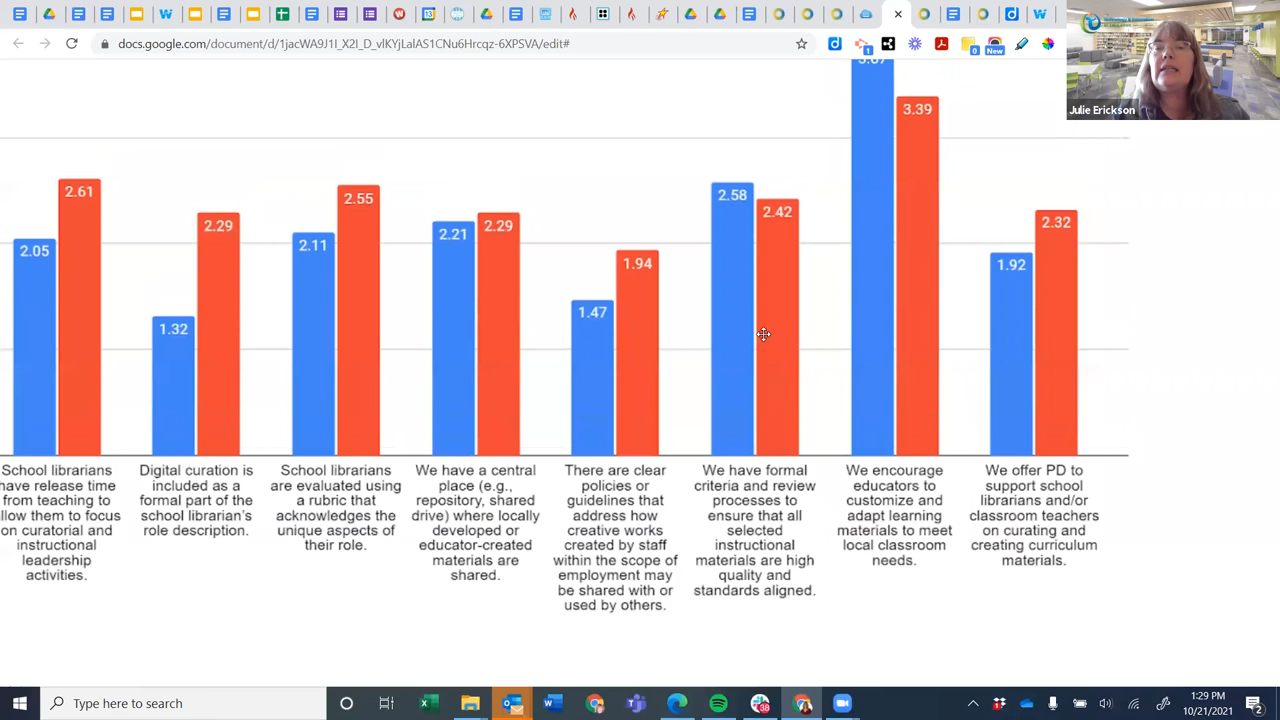 docs.google.com/document/d/
New
Julie Erickson
3.39
2.61
2.58
2.55
2.42
2.32
2.29
2.29
2.21
2.11
2.05
1.94
1.92
1.47
1.32
School librarians
have release time
from teaching to
allow them to focus
on curatorial and
instructional
leadership
activities.
Digital curation is
included as a
formal part of the
school librarian's
role description.
School librarians
are evaluated using
a rubric that
acknowledges the
unique aspects of
their role.
We have a central
place (e.g.,
repository, shared
drive) where locally
developed or
educator-created
materials are
shared.
There are clear
policies or
guidelines that
address how
creative works
created by staff
within the scope of
employment may
be shared with or
used by others.
We have formal
criteria and review
processes to
ensure that all
selected
instructional
materials are high
quality and
standards aligned.
We encourage
educators to
customize and
adapt learning
materials to meet
local classroom
needs.
We offer PD to
support school
librarians and/or
classroom teachers
on curating and
creating curriculum
materials.
Type here to search
1:29 PM
10/21/2021